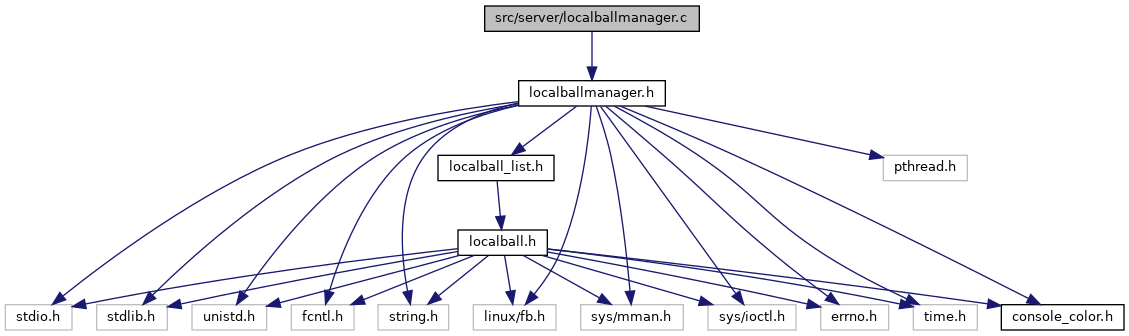 src/server/localballmanager.c
localballmanager.h
localball_list.h
pthread.h
localball.h
stdio.h
stdlib.h
unistd.h
fcntl.h
string.h
linux/fb.h
sys/mman.h
sys/ioctl.h
errno.h
time.h
console_color.h